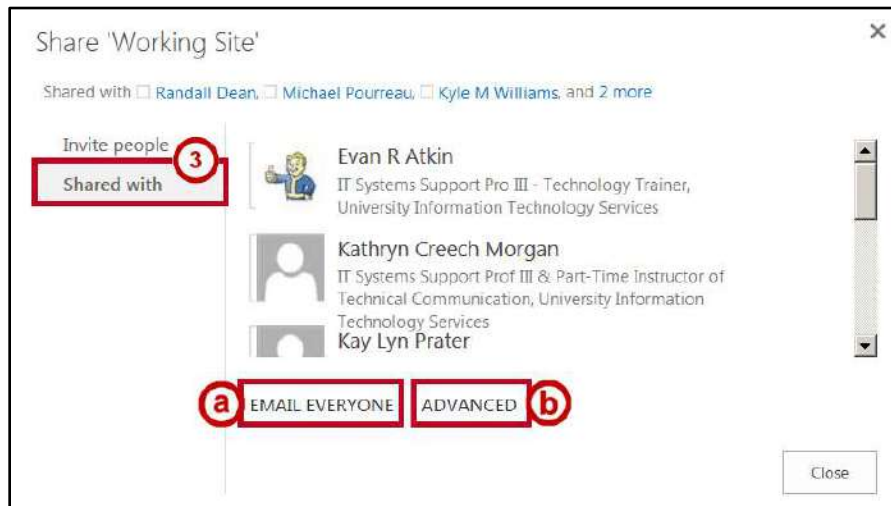 Share 'Working Site'
Shared with Randall Dean, Michael Pourreau, Kyle M Williams, and 2 more
Invite people
3
Shared with
Evan R Atkin
IT Systems Support Pro III - Technology Trainer,
University Information Technology Services
Kathryn Creech Morgan
IT Systems Support Prof III & Part-Time Instructor of
Technical Communication, University Information
Technology Services
Kay Lyn Prater
a EMAIL EVERYONE ADVANCED b
Close